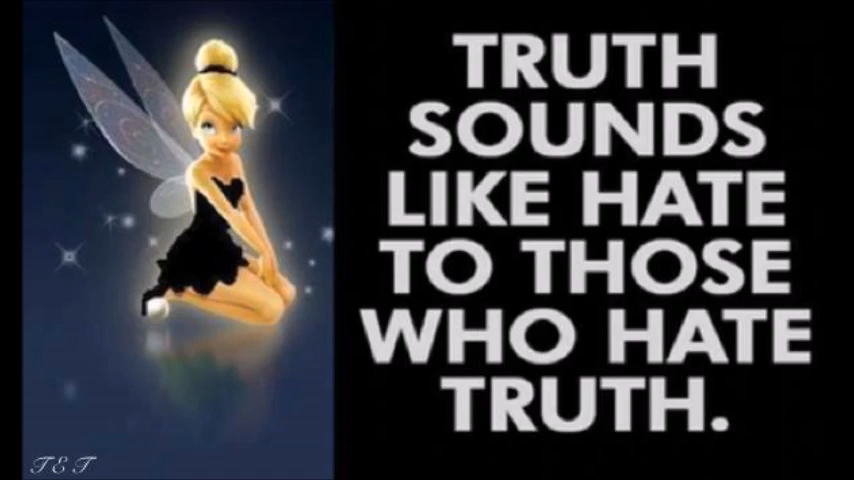 TRUTH
SOUNDS
LIKE HATE
TO THOSE
WHO HATE
TRUTH.
T & T